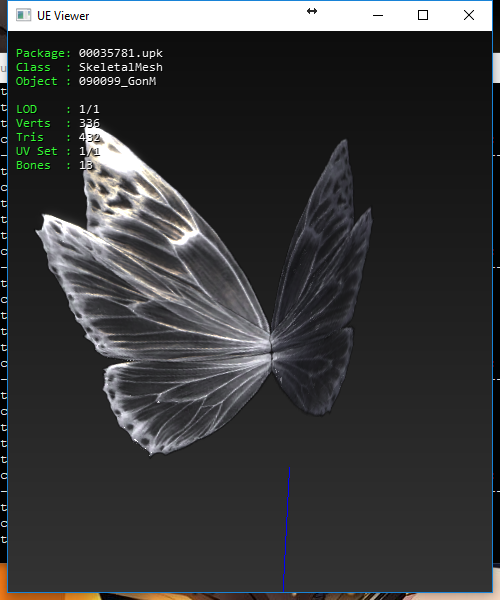 UE Viewer
Package: 00035781.upk
Class : SkeletalMesh
Object : 090099_GonM
LOD : 1/1
Verts : 336
Tris : 432
UV Set : 1/1
Bones : 13